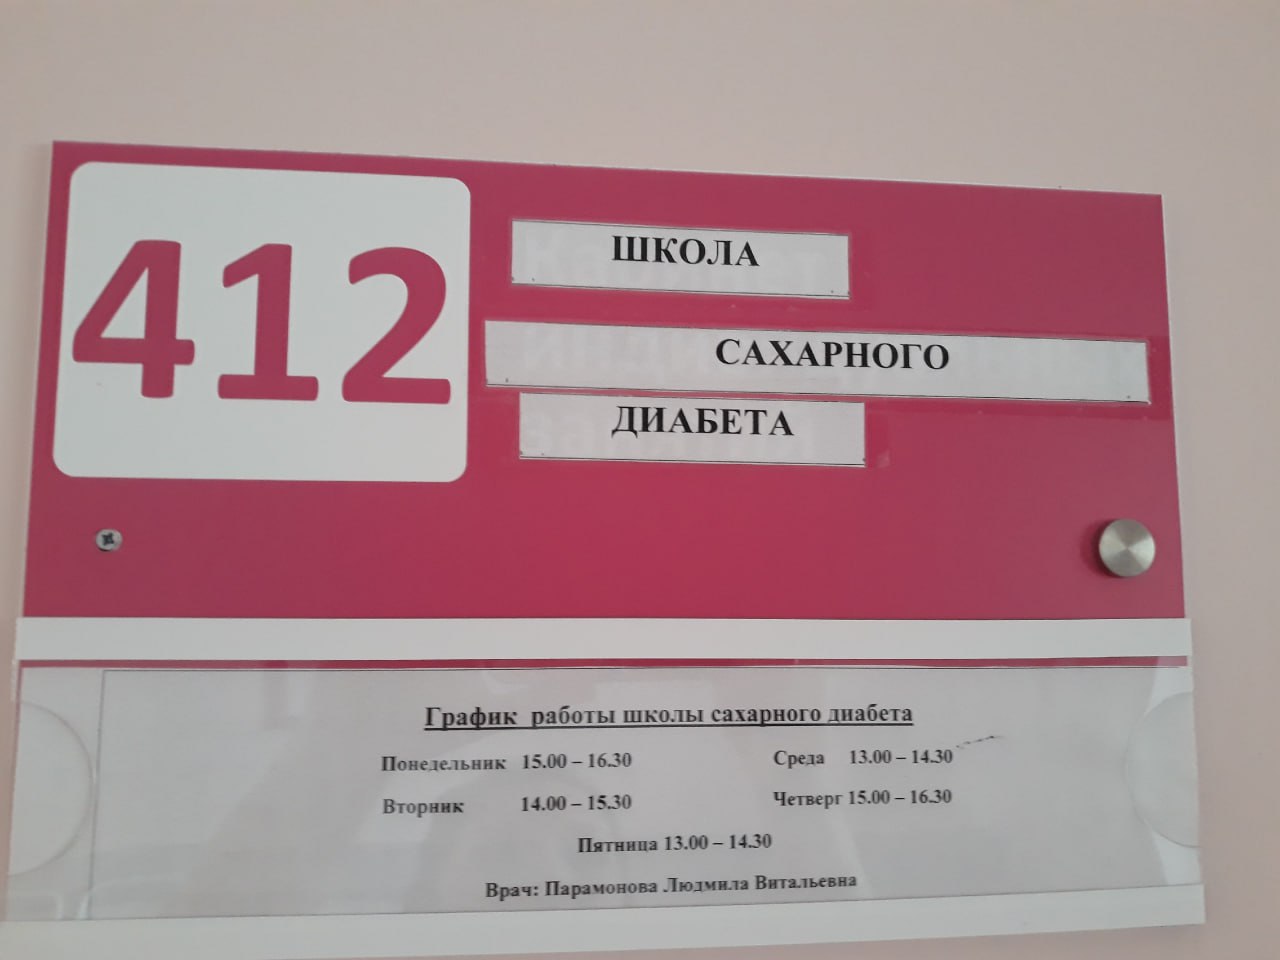 412
ШКОЛА
САХАРНОГО
ДИАБЕТА
График работы школы сахарного диабета
Понедельник 15.00 – 16.30 Среда 13.00 – 14.30
Вторник 14.00 – 15.30 Четверг 15.00 – 16.30
Пятница 13.00 – 14.30
Врач: Парамонова Людмила Витальевна